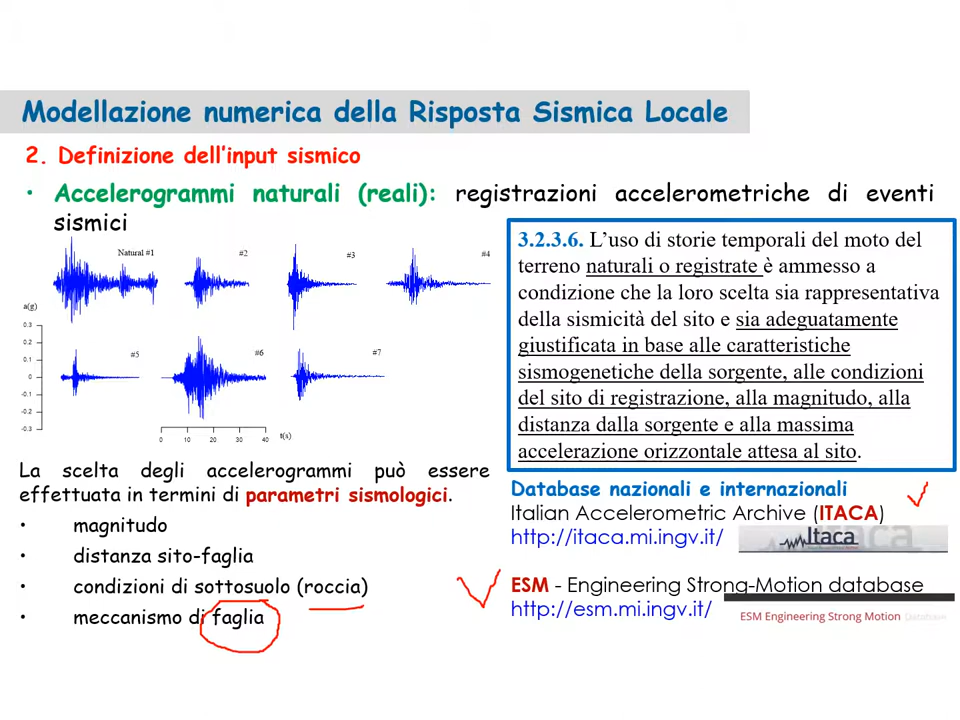 Modellazione numerica della Risposta Sismica Locale
2. Definizione dell'input sismico
• Accelerogrammi naturali (reali): registrazioni accelerometriche di eventi
sismici
Natural #1
#2
#3
#4
a(g)
0.3
0.2
0.1
0
-0.1
-0.2
-0.3
#5
#6
#7
0 10 20 30 40
t(s)
3.2.3.6. L'uso di storie temporali del moto del
terreno naturali o registrate è ammesso a
condizione che la loro scelta sia rappresentativa
della sismicità del sito e sia adeguatamente
giustificata in base alle caratteristiche
sismogenetiche della sorgente, alle condizioni
del sito di registrazione, alla magnitudo, alla
distanza dalla sorgente e alla massima
accelerazione orizzontale attesa al sito.
La scelta degli accelerogrammi può essere
effettuata in termini di parametri sismologici.
• magnitudo
• distanza sito-faglia
• condizioni di sottosuolo (roccia)
• meccanismo di faglia
Database nazionali e internazionali
Italian Accelerometric Archive (ITACA)
http://itaca.mi.ingv.it/
Itaca
ESM - Engineering Strong-Motion database
http://esm.mi.ingv.it/
ESM Engineering Strong Motion Database